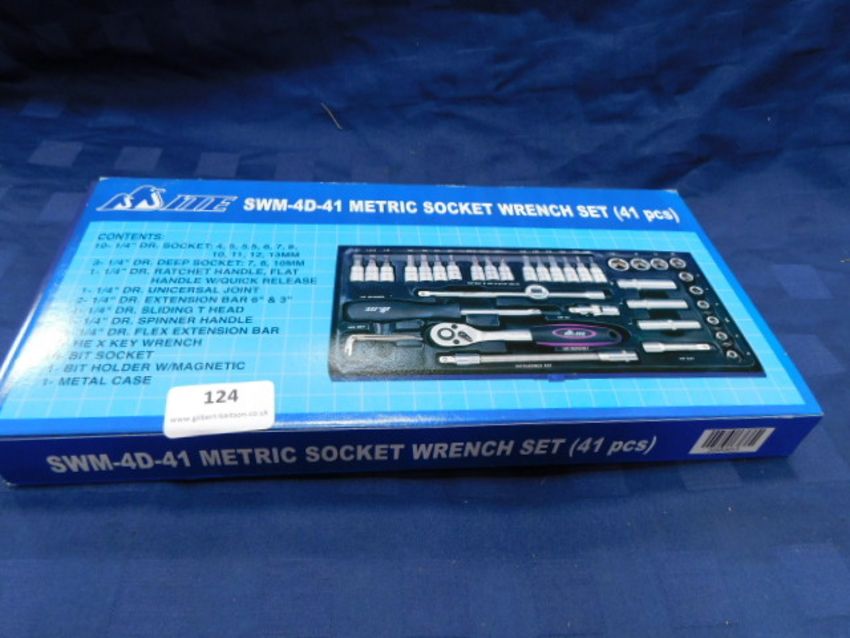 SWM-4D-41 METRIC SOCKET WRENCH SET (41 pcs)
CONTENTS:
10- 1/4" DR. SOCKET: 4, 5, 5.5, 6, 7, 8,
10, 11, 12, 13MM
3- 1/4" DR. DEEP SOCKET: 7, 8, 10MM
1- 1/4" DR. RATCHET HANDLE, FLAT
HANDLE W/QUICK RELEASE
1- 1/4" DR. UNICERSAL JOINT
2- 1/4" DR. EXTENSION BAR 6" & 3"
1/4" DR. SLIDING T HEAD
1/4" DR. SPINNER HANDLE
1/4" DR. FLEX EXTENSION BAR
HE X KEY WRENCH
BIT SOCKET
1- BIT HOLDER W/MAGNETIC
1- METAL CASE
124
SWM-4D-41 METRIC SOCKET WRENCH SET (41 pcs)